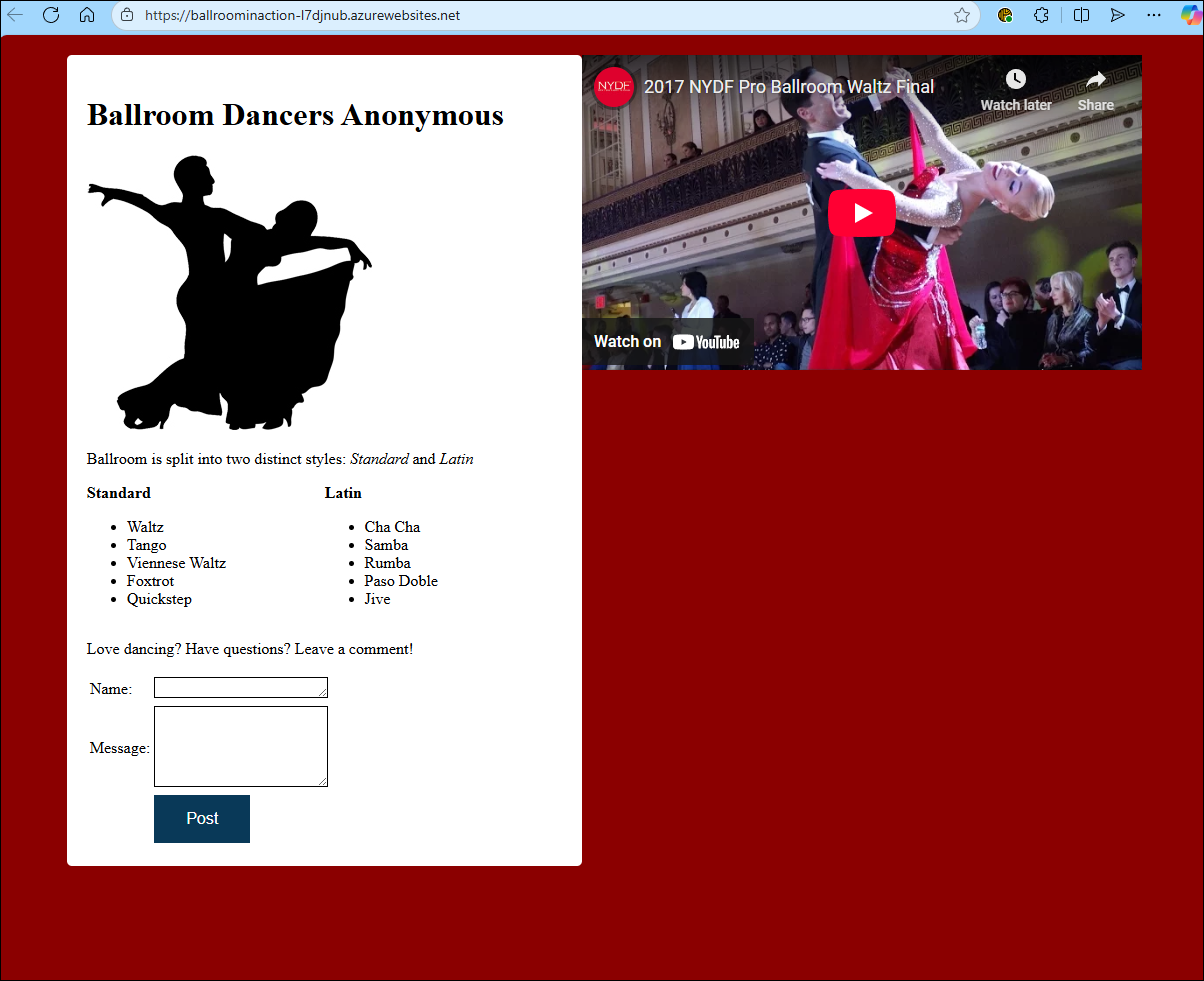 https://ballroominaction-l7djnub.azurewebsites.net
Ballroom Dancers Anonymous
Ballroom is split into two distinct styles: Standard and Latin
Standard
Waltz
Tango
Viennese Waltz
Foxtrot
Quickstep
Latin
Cha Cha
Samba
Rumba
Paso Doble
Jive
Love dancing? Have questions? Leave a comment!
Name:
Message:
Post
NYDF
2017 NYDF Pro Ballroom Waltz Final
Watch later
Share
Watch on YouTube